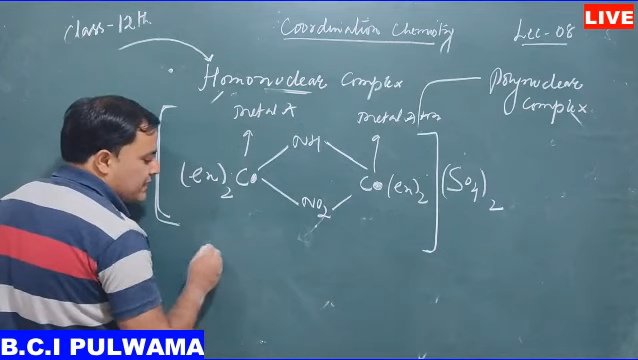 LIVE
Class-12th
Coordination Chemistry
Lec-08
Homonuclear Complex
Polynuclear Complex
metal A
metal
NH
[(en)2Co Co(en)2](SO4)2
NO2
B.C.I PULWAMA